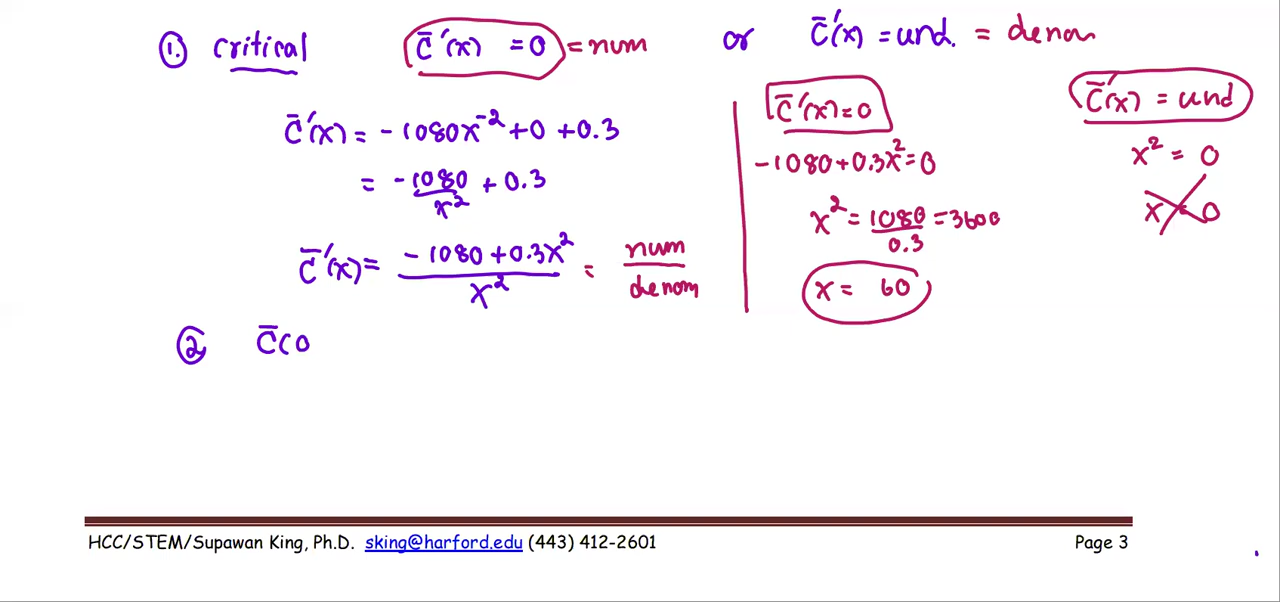 ① critical C̄'(x) = 0 = num or C̄'(x) = und. = denom
C̄'(x) = -1080x⁻² + 0 + 0.3
= -1080/x² + 0.3
C̄'(x) = (-1080 + 0.3x²)/x² = num/denom
C̄'(x) = 0
-1080 + 0.3x² = 0
x² = 1080/0.3 = 3600
x = 60
C̄'(x) = und
x² = 0
x = 0
② C̄(0
HCC/STEM/Supawan King, Ph.D. sking@harford.edu (443) 412-2601 Page 3